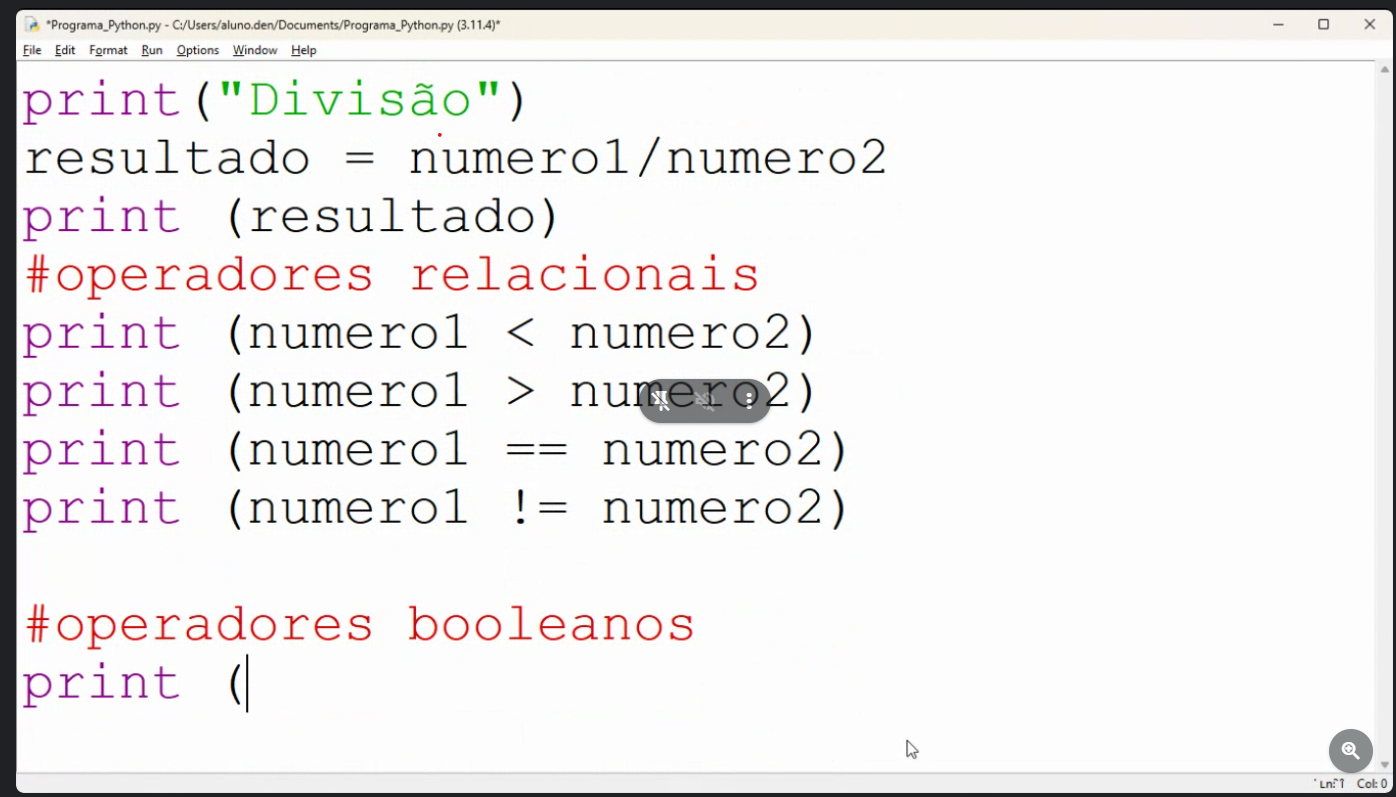 *Programa_Python.py - C:/Users/aluno.den/Documents/Programa_Python.py (3.11.4)*
File Edit Format Run Options Window Help
print("Divisão")
resultado = numero1/numero2
print (resultado)
#operadores relacionais
print (numero1 < numero2)
print (numero1 > numero2)
print (numero1 == numero2)
print (numero1 != numero2)
#operadores booleanos
print (
Col: 0